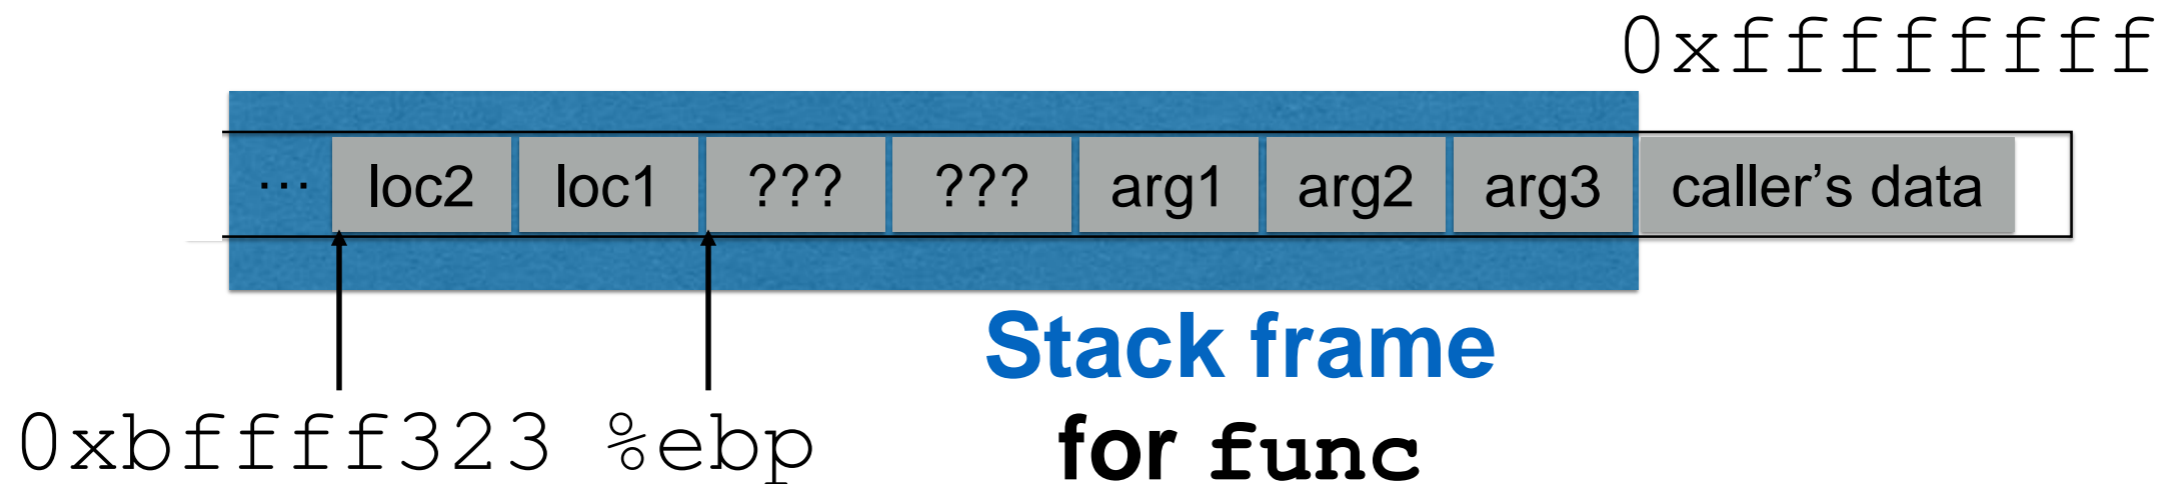 0xffffffff
... loc2 loc1 ??? ??? arg1 arg2 arg3 caller's data
Stack frame
0xbffff323 %ebp for func